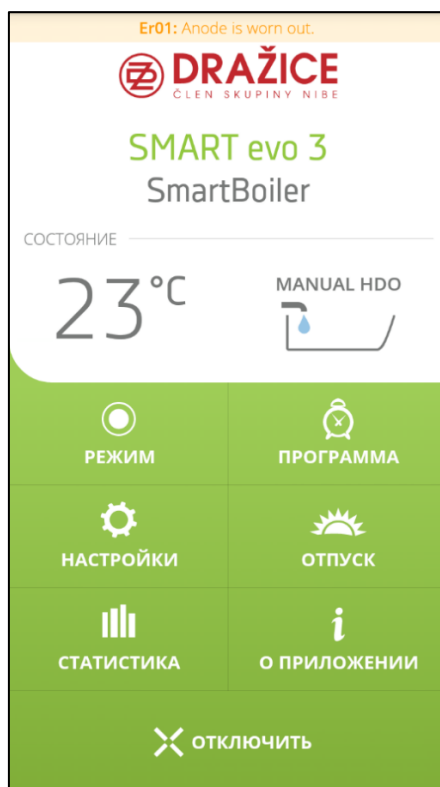 Er01: Anode is worn out.
DRAŽICE
ČLEN SKUPINY NIBE
SMART evo 3
SmartBoiler
СОСТОЯНИЕ
23°C
MANUAL HDO
РЕЖИМ
ПРОГРАММА
НАСТРОЙКИ
ОТПУСК
СТАТИСТИКА
О ПРИЛОЖЕНИИ
ОТКЛЮЧИТЬ